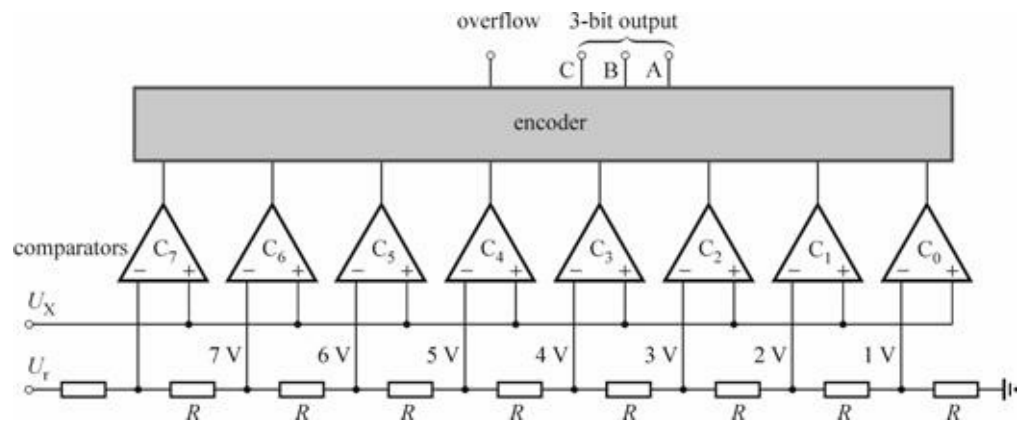 overflow 3-bit output
C B A
encoder
comparators C₇ C₆ C₅ C₄ C₃ C₂ C₁ C₀
− + − + − + − + − + − + − + − +
Uₓ
7 V 6 V 5 V 4 V 3 V 2 V 1 V
Uᵣ
R R R R R R R R